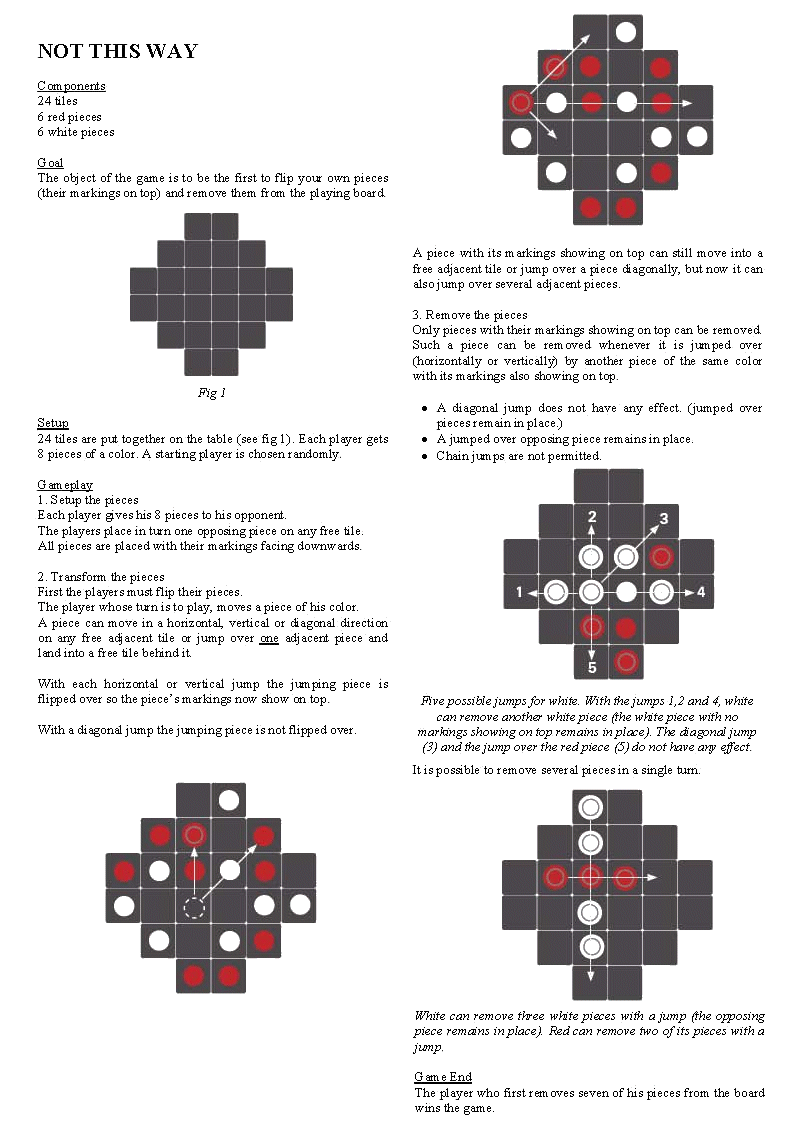 NOT THIS WAY
Components
24 tiles
6 red pieces
6 white pieces
Goal
The object of the game is to be the first to flip your own pieces
(their markings on top) and remove them from the playing board.
Fig 1
Setup
24 tiles are put together on the table (see fig 1). Each player gets
8 pieces of a color. A starting player is chosen randomly.
Gameplay
1. Setup the pieces
Each player gives his 8 pieces to his opponent.
The players place in turn one opposing piece on any free tile.
All pieces are placed with their markings facing downwards.
2. Transform the pieces
First the players must flip their pieces.
The player whose turn is to play, moves a piece of his color.
A piece can move in a horizontal, vertical or diagonal direction
on any free adjacent tile or jump over one adjacent piece and
land into a free tile behind it.
With each horizontal or vertical jump the jumping piece is
flipped over so the piece's markings now show on top.
With a diagonal jump the jumping piece is not flipped over.
A piece with its markings showing on top can still move into a
free adjacent tile or jump over a piece diagonally, but now it can
also jump over several adjacent pieces.
3. Remove the pieces
Only pieces with their markings showing on top can be removed.
Such a piece can be removed whenever it is jumped over
(horizontally or vertically) by another piece of the same color
with its markings also showing on top.
• A diagonal jump does not have any effect. (jumped over
pieces remain in place.)
• A jumped over opposing piece remains in place.
• Chain jumps are not permitted.
2 3
1 4
5
Five possible jumps for white. With the jumps 1,2 and 4, white
can remove another white piece (the white piece with no
markings showing on top remains in place). The diagonal jump
(3) and the jump over the red piece (5) do not have any effect.
It is possible to remove several pieces in a single turn.
White can remove three white pieces with a jump (the opposing
piece remains in place). Red can remove two of its pieces with a
jump.
Game End
The player who first removes seven of his pieces from the board
wins the game.